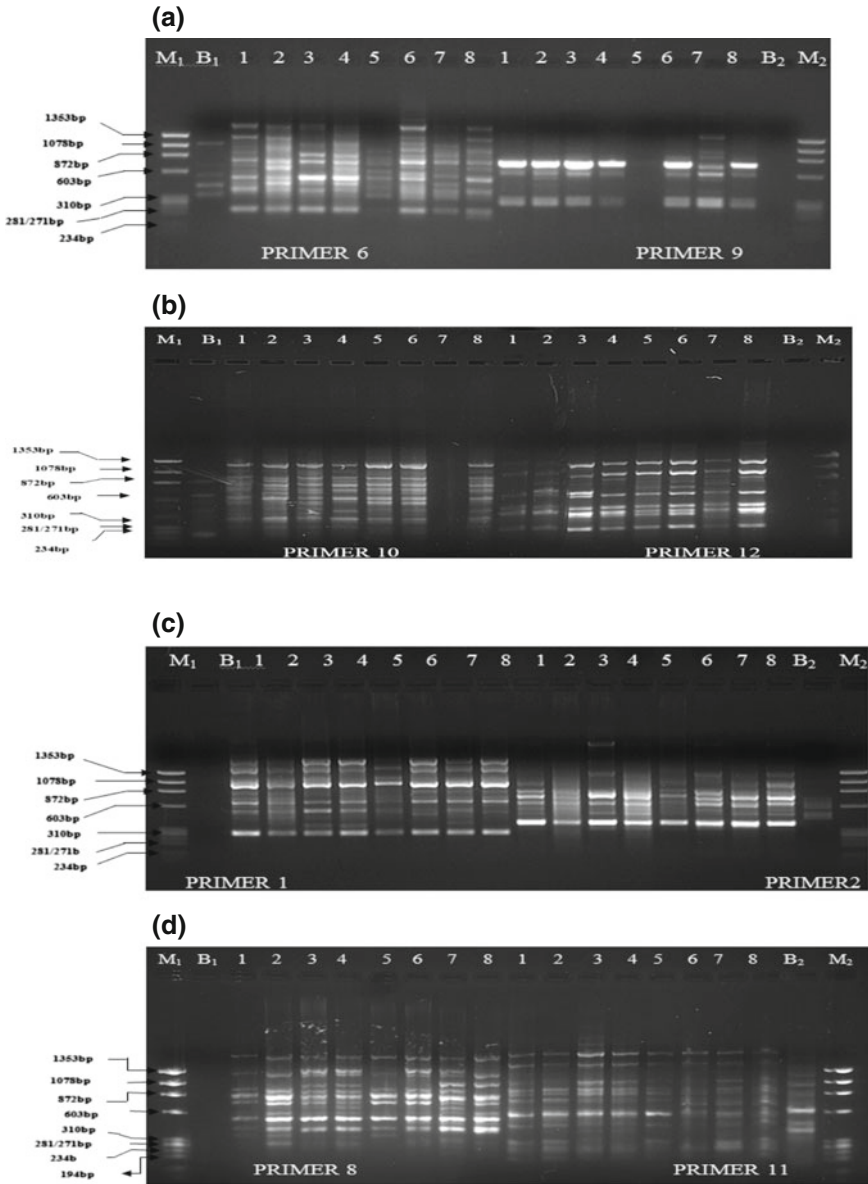 (a)
M₁ B₁ 1 2 3 4 5 6 7 8 1 2 3 4 5 6 7 8 B₂ M₂
1353bp
1078bp
872bp
603bp
310bp
281/271bp
234bp
PRIMER 6 PRIMER 9
(b)
M₁ B₁ 1 2 3 4 5 6 7 8 1 2 3 4 5 6 7 8 B₂ M₂
1353bp
1078bp
872bp
603bp
310bp
281/271bp
234bp
PRIMER 10 PRIMER 12
(c)
M₁ B₁ 1 2 3 4 5 6 7 8 1 2 3 4 5 6 7 8 B₂ M₂
1353bp
1078bp
872bp
603bp
310bp
281/271b
234bp
PRIMER 1 PRIMER2
(d)
M₁ B₁ 1 2 3 4 5 6 7 8 1 2 3 4 5 6 7 8 B₂ M₂
1353bp
1078bp
872bp
603bp
310bp
281/271bp
234b
194bp
PRIMER 8 PRIMER 11